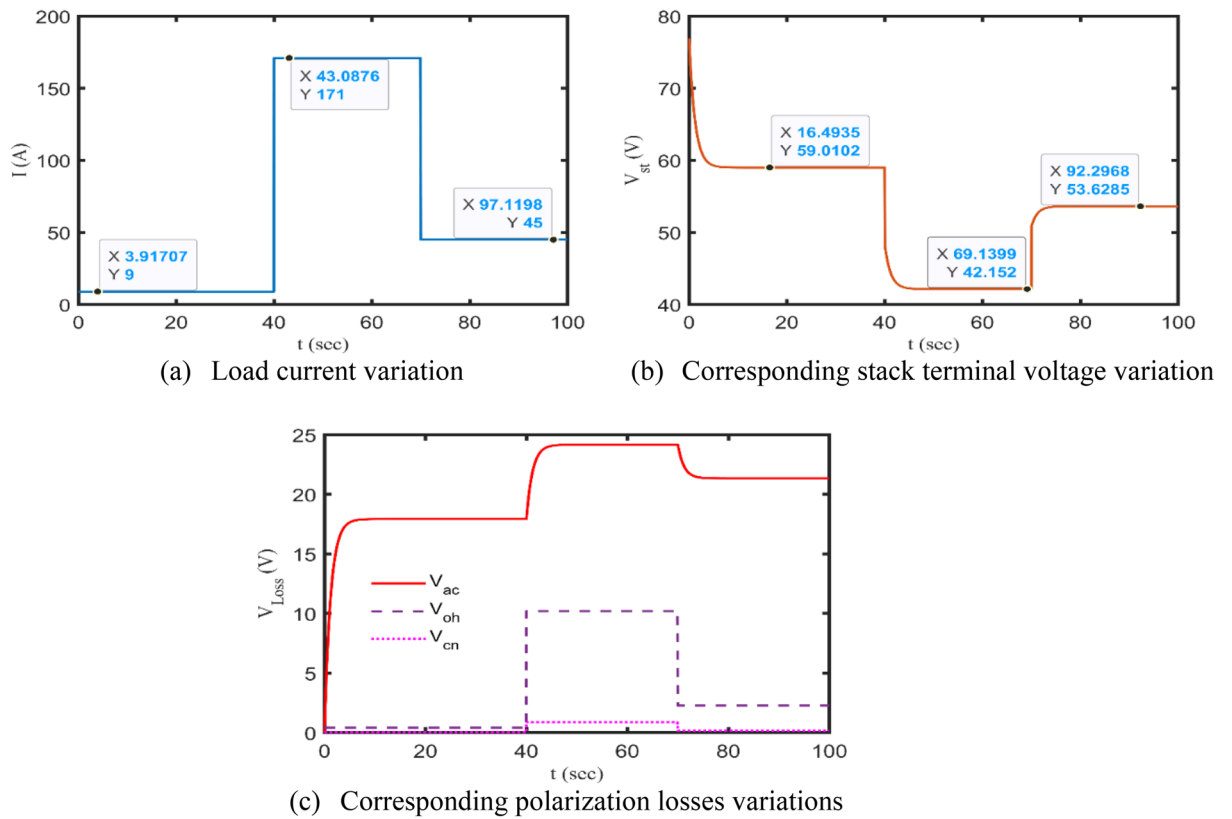 200
150
100
50
0
I (A)
X 43.0876
Y 171
X 97.1198
Y 45
X 3.91707
Y 9
0 20 40 60 80 100
t (sec)
(a) Load current variation
80
70
60
50
40
V_st (V)
X 16.4935
Y 59.0102
X 92.2968
Y 53.6285
X 69.1399
Y 42.152
0 20 40 60 80 100
t (sec)
(b) Corresponding stack terminal voltage variation
25
20
15
10
5
0
V_Loss (V)
V_ac
V_oh
V_cn
0 20 40 60 80 100
t (sec)
(c) Corresponding polarization losses variations